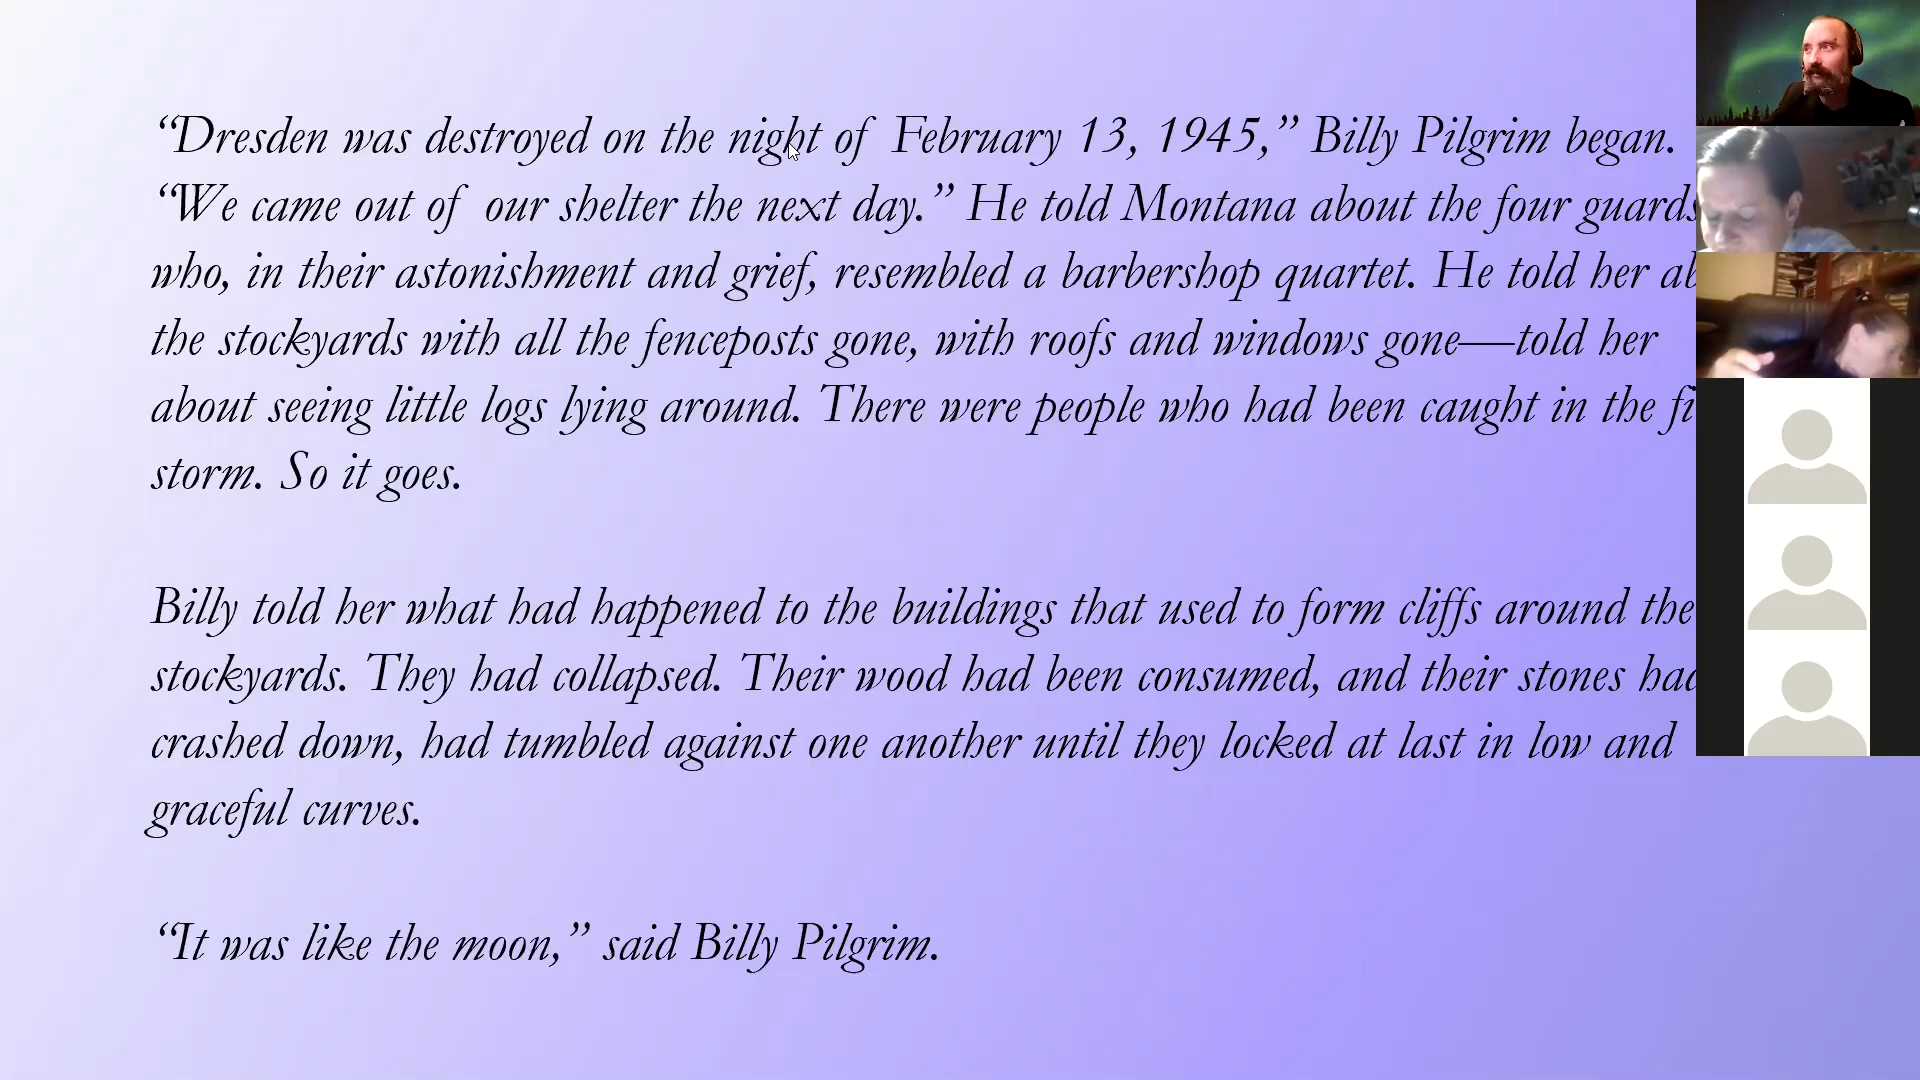 “Dresden was destroyed on the night of February 13, 1945,” Billy Pilgrim began.
“We came out of our shelter the next day.” He told Montana about the four guards
who, in their astonishment and grief, resembled a barbershop quartet. He told her
the stockyards with all the fenceposts gone, with roofs and windows gone—told her
about seeing little logs lying around. There were people who had been caught in the
storm. So it goes.
Billy told her what had happened to the buildings that used to form cliffs around the
stockyards. They had collapsed. Their wood had been consumed, and their stones had
crashed down, had tumbled against one another until they locked at last in low and
graceful curves.
“It was like the moon,” said Billy Pilgrim.